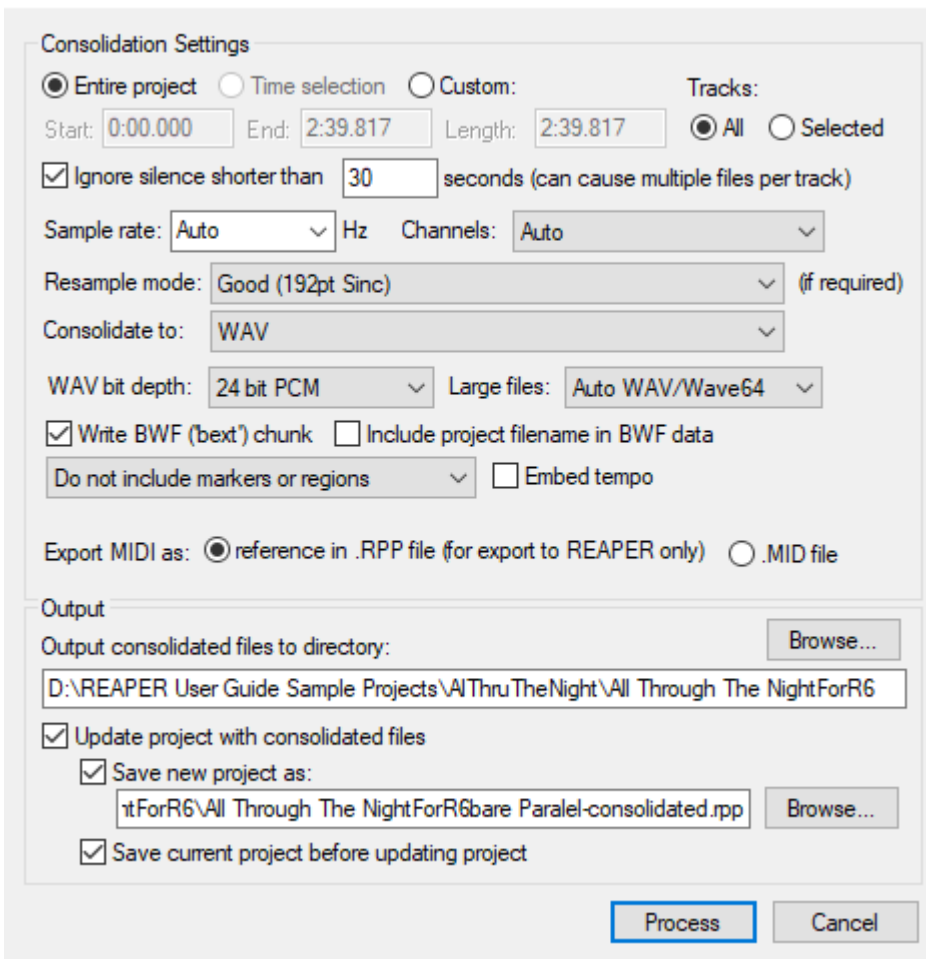 Consolidation Settings
Entire project Time selection Custom: Tracks:
Start: 0:00.000 End: 2:39.817 Length: 2:39.817 All Selected
Ignore silence shorter than 30 seconds (can cause multiple files per track)
Sample rate: Auto Hz Channels: Auto
Resample mode: Good (192pt Sinc) (if required)
Consolidate to: WAV
WAV bit depth: 24 bit PCM Large files: Auto WAV/Wave64
Write BWF ('bext') chunk Include project filename in BWF data
Do not include markers or regions Embed tempo
Export MIDI as: reference in .RPP file (for export to REAPER only) .MID file
Output
Output consolidated files to directory: Browse...
D:\REAPER User Guide Sample Projects\AlThruTheNight\All Through The NightForR6
Update project with consolidated files
Save new project as:
ntForR6\All Through The NightForR6bare Paralel-consolidated.rpp Browse...
Save current project before updating project
Process Cancel